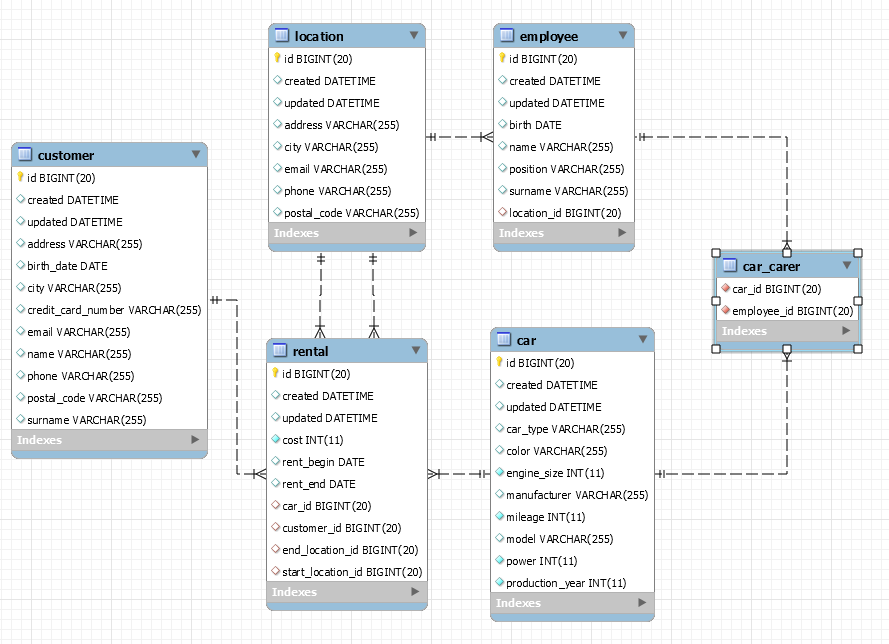 location
id BIGINT(20)
created DATETIME
updated DATETIME
address VARCHAR(255)
city VARCHAR(255)
email VARCHAR(255)
phone VARCHAR(255)
postal_code VARCHAR(255)
Indexes
employee
id BIGINT(20)
created DATETIME
updated DATETIME
birth DATE
name VARCHAR(255)
position VARCHAR(255)
surname VARCHAR(255)
location_id BIGINT(20)
Indexes
customer
id BIGINT(20)
created DATETIME
updated DATETIME
address VARCHAR(255)
birth_date DATE
city VARCHAR(255)
credit_card_number VARCHAR(255)
email VARCHAR(255)
name VARCHAR(255)
phone VARCHAR(255)
postal_code VARCHAR(255)
surname VARCHAR(255)
Indexes
car_carer
car_id BIGINT(20)
employee_id BIGINT(20)
Indexes
rental
id BIGINT(20)
created DATETIME
updated DATETIME
cost INT(11)
rent_begin DATE
rent_end DATE
car_id BIGINT(20)
customer_id BIGINT(20)
end_location_id BIGINT(20)
start_location_id BIGINT(20)
Indexes
car
id BIGINT(20)
created DATETIME
updated DATETIME
car_type VARCHAR(255)
color VARCHAR(255)
engine_size INT(11)
manufacturer VARCHAR(255)
mileage INT(11)
model VARCHAR(255)
power INT(11)
production_year INT(11)
Indexes